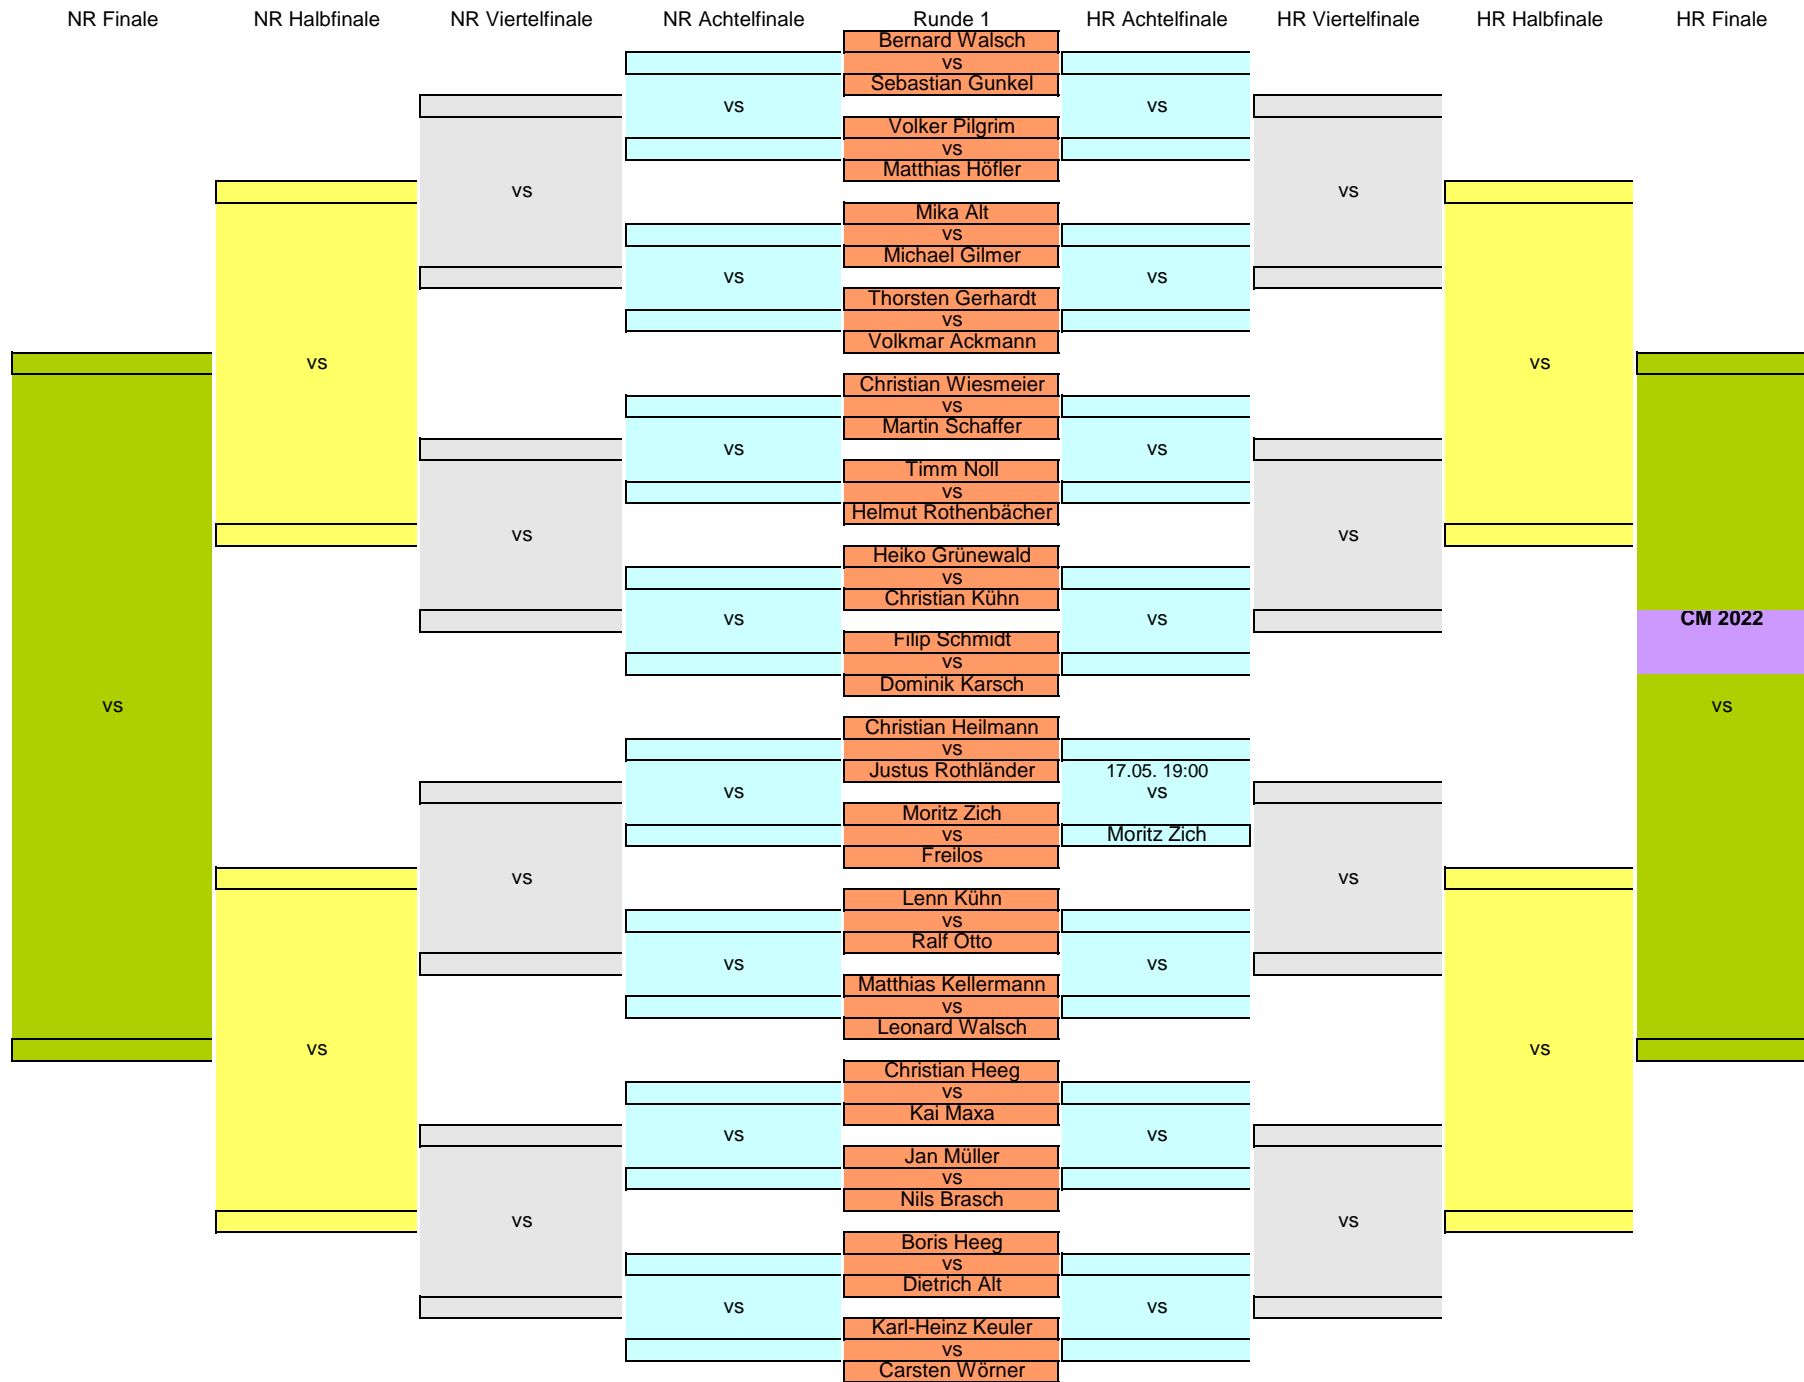 NR Finale NR Halbfinale NR Viertelfinale NR Achtelfinale Runde 1 HR Achtelfinale HR Viertelfinale HR Halbfinale HR Finale
Bernard Walsch
vs
Sebastian Gunkel
vs vs
Volker Pilgrim
vs
Matthias Höfler
vs vs
Mika Alt
vs
Michael Gilmer
vs vs
Thorsten Gerhardt
vs
Volkmar Ackmann
vs vs
Christian Wiesmeier
vs
Martin Schaffer
vs vs
Timm Noll
vs
Helmut Rothenbächer
vs vs
Heiko Grünewald
vs
Christian Kühn
vs vs CM 2022
Filip Schmidt
vs
Dominik Karsch
vs vs
Christian Heilmann
vs
Justus Rothländer 17.05. 19:00
vs vs
Moritz Zich
vs Moritz Zich
Freilos
vs vs
Lenn Kühn
vs
Ralf Otto
vs vs
Matthias Kellermann
vs
Leonard Walsch
vs vs
Christian Heeg
vs
Kai Maxa
vs vs
Jan Müller
vs
Nils Brasch
vs vs
Boris Heeg
vs
Dietrich Alt
vs vs
Karl-Heinz Keuler
vs
Carsten Wörner